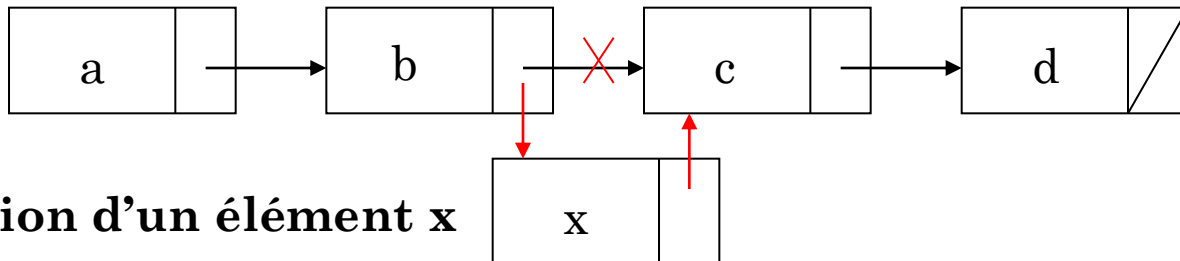 a b c d
ion d’un élément x x